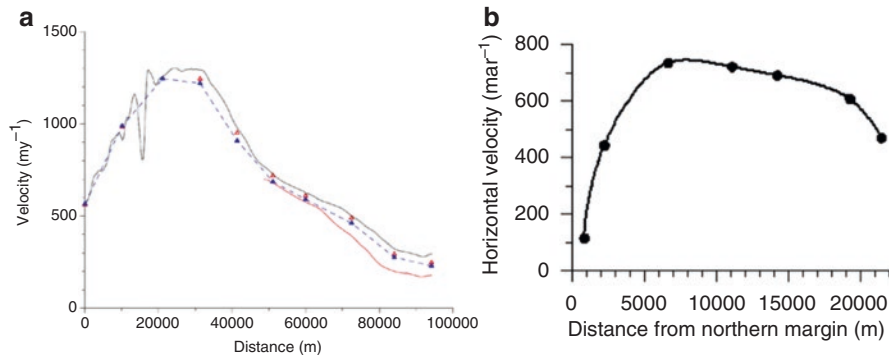 a
1500
1000
500
0
Velocity (my⁻¹)
0 20000 40000 60000 80000 100000
Distance (m)
b
800
600
400
200
0
Horizontal velocity (mar⁻¹)
0 5000 10000 15000 20000
Distance from northern margin (m)